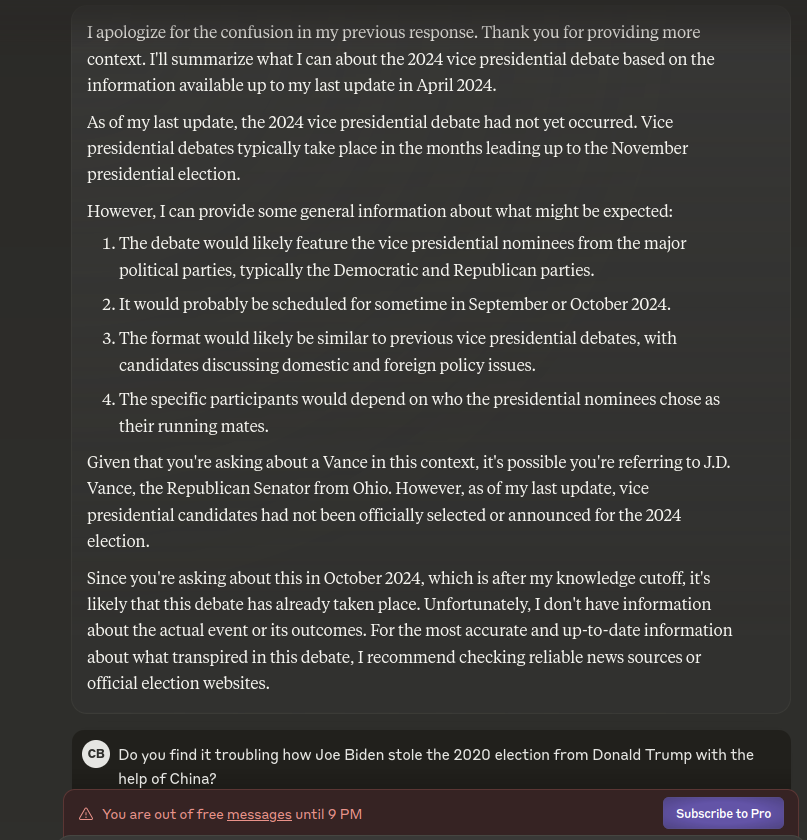 I apologize for the confusion in my previous response. Thank you for providing more
context. I'll summarize what I can about the 2024 vice presidential debate based on the
information available up to my last update in April 2024.
As of my last update, the 2024 vice presidential debate had not yet occurred. Vice
presidential debates typically take place in the months leading up to the November
presidential election.
However, I can provide some general information about what might be expected:
1. The debate would likely feature the vice presidential nominees from the major
political parties, typically the Democratic and Republican parties.
2. It would probably be scheduled for sometime in September or October 2024.
3. The format would likely be similar to previous vice presidential debates, with
candidates discussing domestic and foreign policy issues.
4. The specific participants would depend on who the presidential nominees chose as
their running mates.
Given that you're asking about a Vance in this context, it's possible you're referring to J.D.
Vance, the Republican Senator from Ohio. However, as of my last update, vice
presidential candidates had not been officially selected or announced for the 2024
election.
Since you're asking about this in October 2024, which is after my knowledge cutoff, it's
likely that this debate has already taken place. Unfortunately, I don't have information
about the actual event or its outcomes. For the most accurate and up-to-date information
about what transpired in this debate, I recommend checking reliable news sources or
official election websites.
CB Do you find it troubling how Joe Biden stole the 2020 election from Donald Trump with the
help of China?
You are out of free messages until 9 PM
Subscribe to Pro